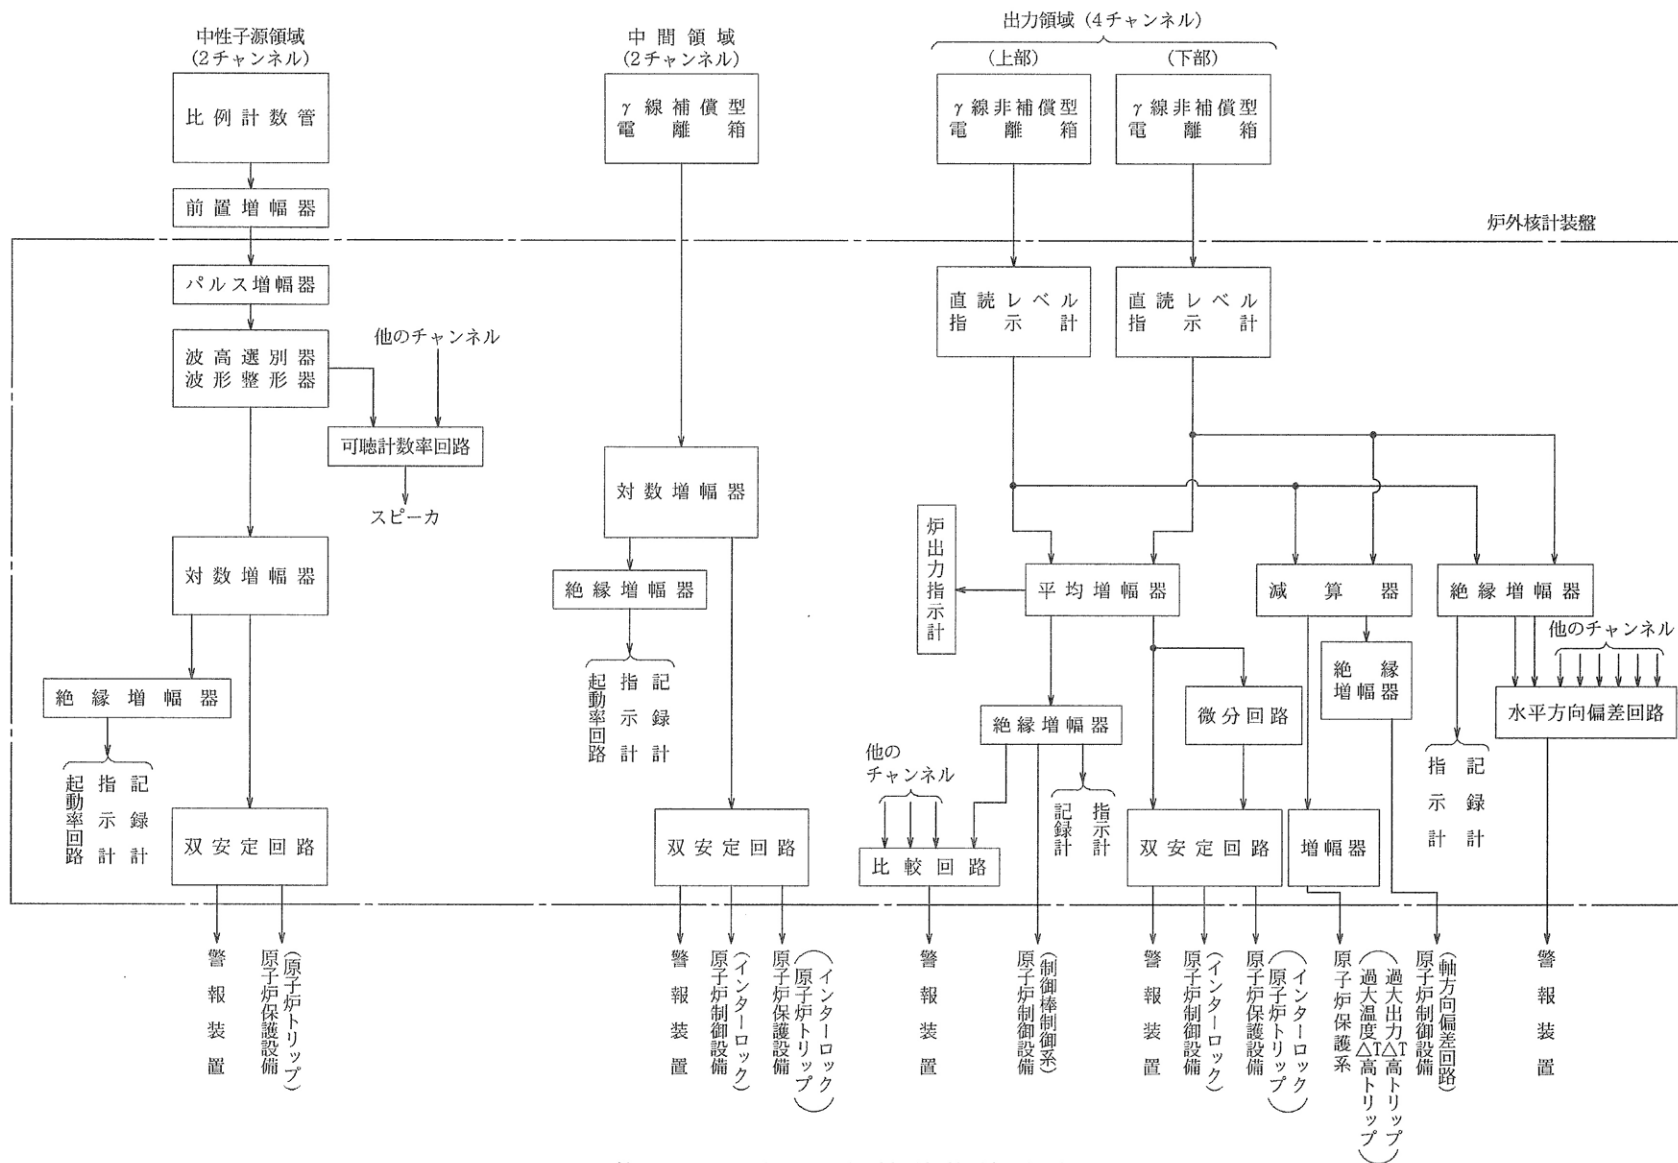 中性子源領域
(2チャンネル)
比例計数管
前置増幅器
パルス増幅器
波高選別器
波形整形器
他のチャンネル
可聴計数率回路
スピーカ
対数増幅器
絶縁増幅器
起動率回路
指示計
記録計
双安定回路
警報装置
原子炉保護設備
(原子炉トリップ)
中間領域
(2チャンネル)
γ線補償型
電離箱
対数増幅器
絶縁増幅器
起動率回路
指示計
記録計
双安定回路
警報装置
原子炉制御設備
(インターロック)
原子炉保護設備
(原子炉トリップ
インターロック)
出力領域(4チャンネル)
(上部)
(下部)
γ線非補償型
電離箱
γ線非補償型
電離箱
炉外核計装盤
直読レベル
指示計
直読レベル
指示計
炉出力指示計
平均増幅器
減算器
絶縁増幅器
他のチャンネル
絶縁
増幅器
微分回路
水平方向偏差回路
絶縁増幅器
他の
チャンネル
記録計
指示計
指示計
記録計
比較回路
双安定回路
増幅器
警報装置
原子炉制御設備
(制御棒制御系)
警報装置
原子炉制御設備
(インターロック)
原子炉保護設備
(原子炉トリップ
インターロック)
原子炉保護系
(過大温度△T高トリップ
過大出力△T高トリップ)
原子炉制御設備
(軸方向偏差回路)
警報装置